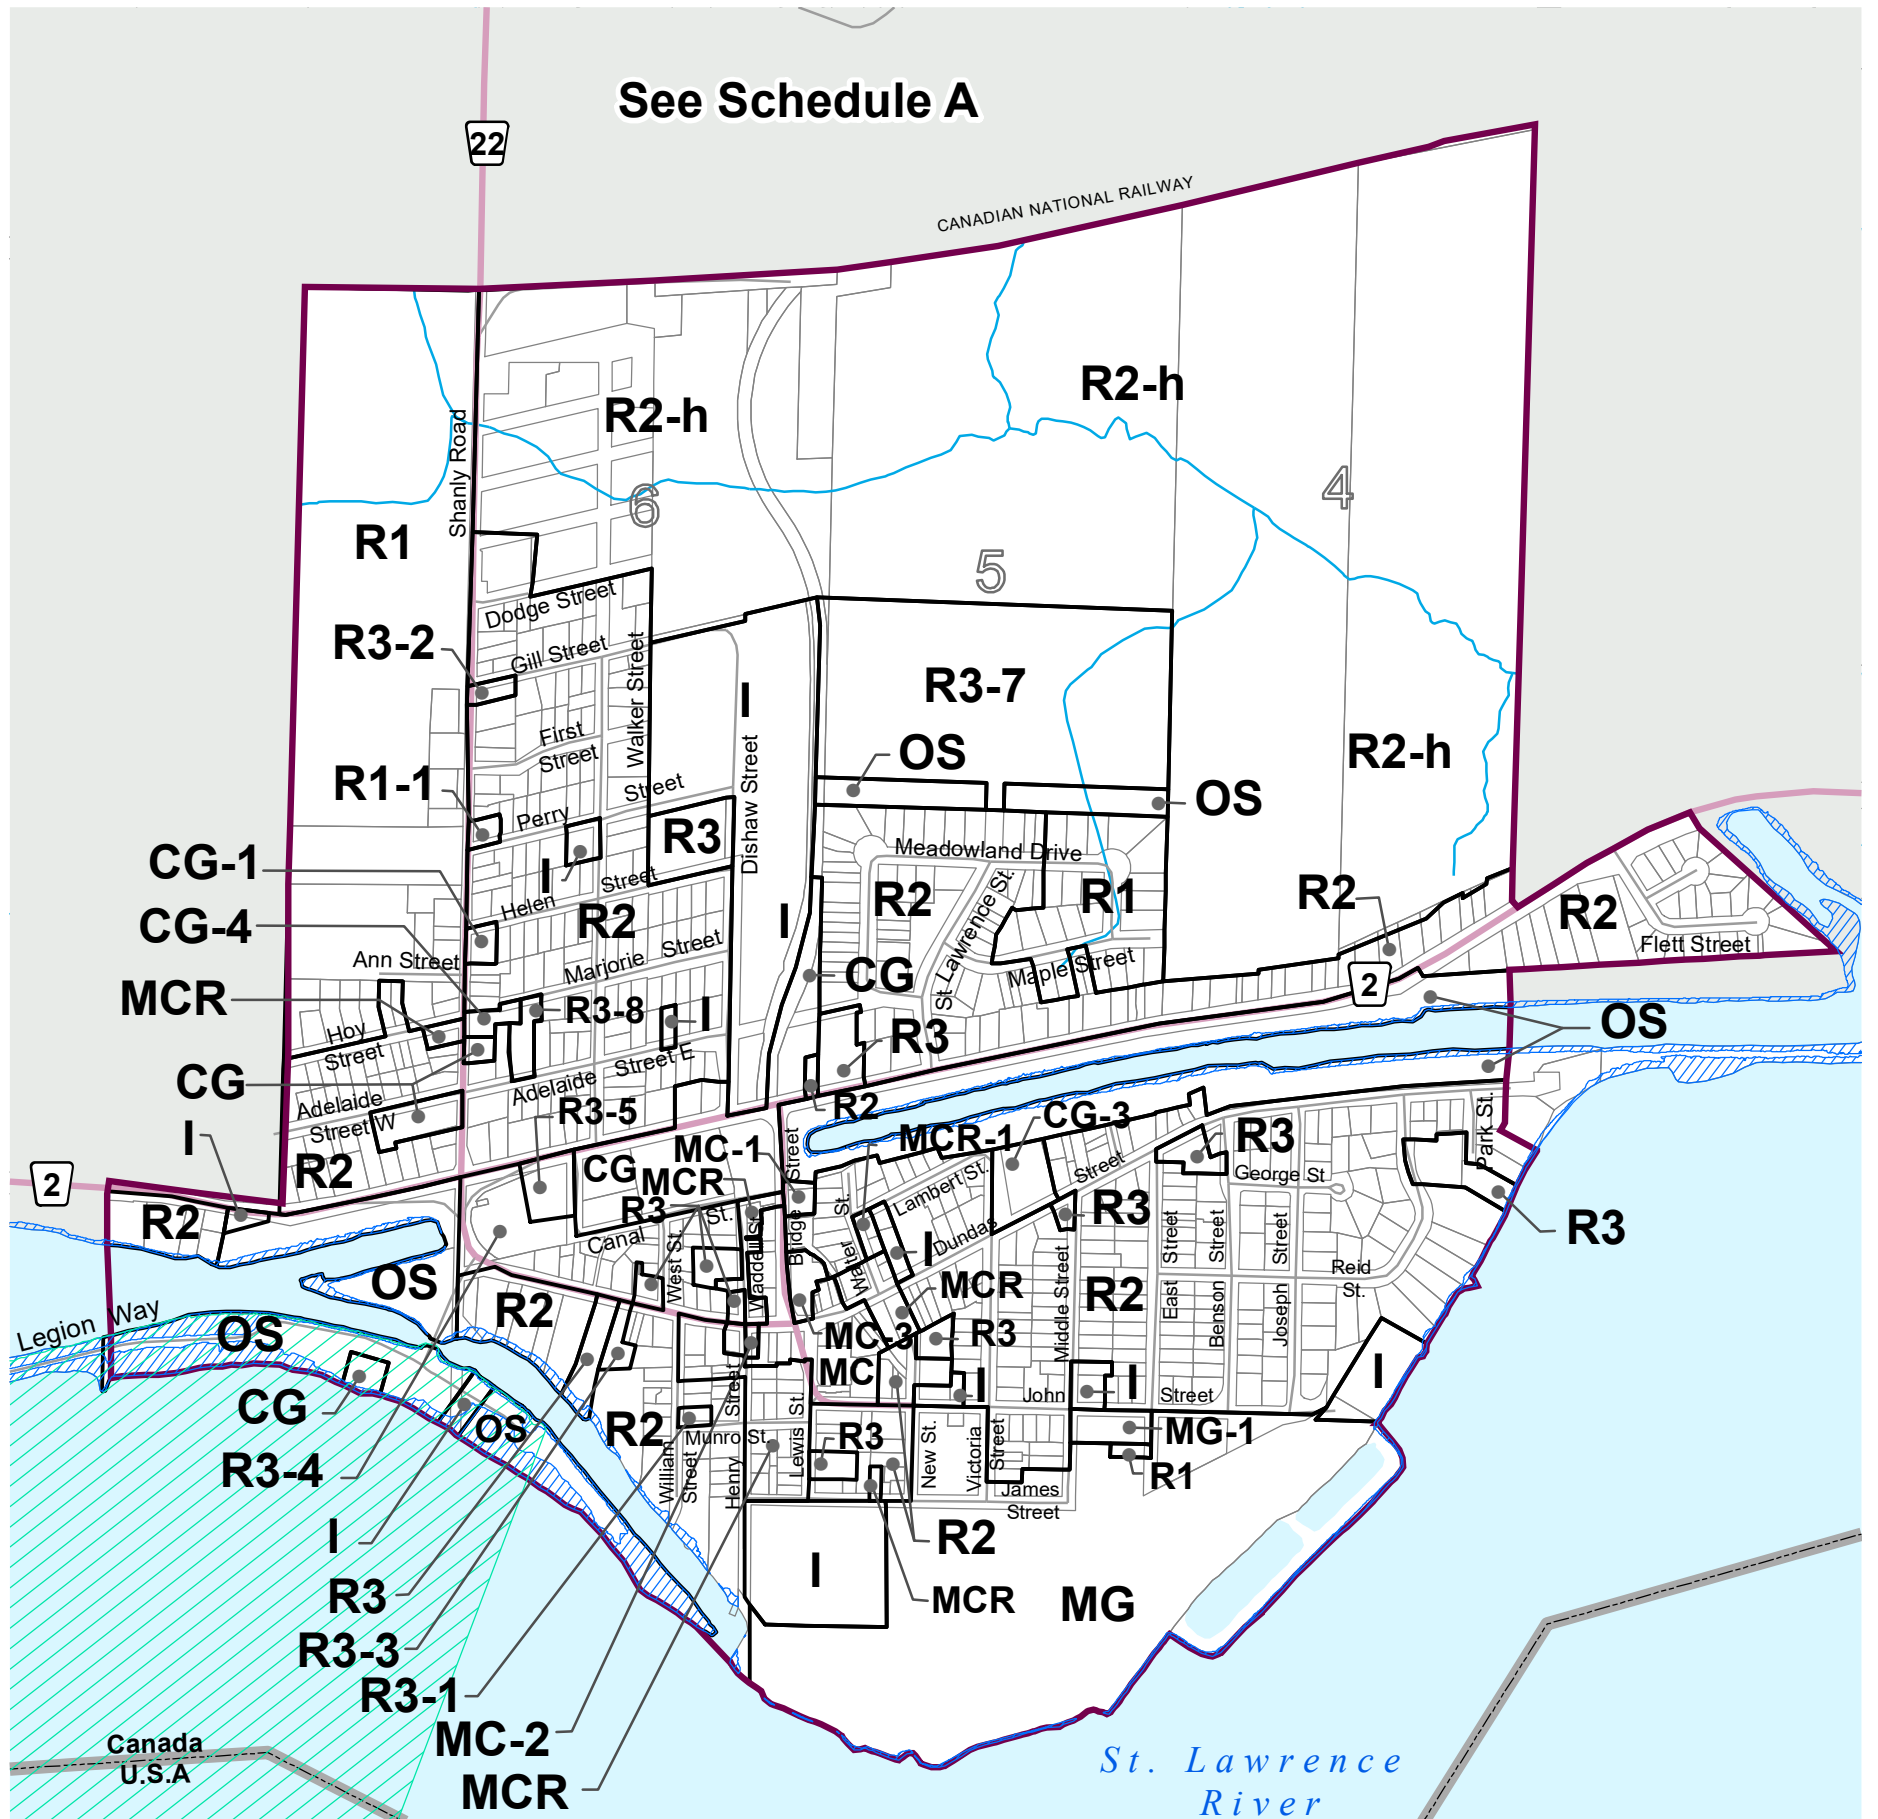 See Schedule A
22
CANADIAN NATIONAL RAILWAY
R2-h
R2-h
Shanly Road
6
4
R1
5
Dodge Street
R3-2
Gill Street
Walker Street
R3-7
I
First
Street
OS
R2-h
R1-1
Street
OS
Perry
Dishaw Street
R3
CG-1
I
Meadowland Drive
Street
R2
R1
R2
Helen
R2
R2
CG-4
I
St. Lawrence St.
Flett Street
Ann Street
Marjorie Street
CG
Maple Street
2
MCR
R3-8
I
OS
Hoy
Street
R3
CG
Adelaide Street E
Adelaide
Street W
R3-5
R2
CG-3
I
MC-1
MCR-1
R3
Park St.
R2
CG
MCR
Bridge Street
Street
George St
2
R3
St.
Lambert St.
R3
R2
Canal
Waddell St.
Water St.
Dundas
I
East Street
Benson Street
Joseph Street
R3
OS
West St.
MCR
Middle Street
R2
Reid
St.
Legion Way
R2
OS
MC-3
R3
MC
I
John
I
Street
I
CG
R2
Munro St.
Lewis St.
R3
MG-1
OS
R3-4
William Street
Henry Street
New St.
Victoria Street
R1
James
Street
I
R2
I
R3
MCR
MG
R3-3
R3-1
MC-2
Canada
U.S.A
MCR
St. Lawrence
River